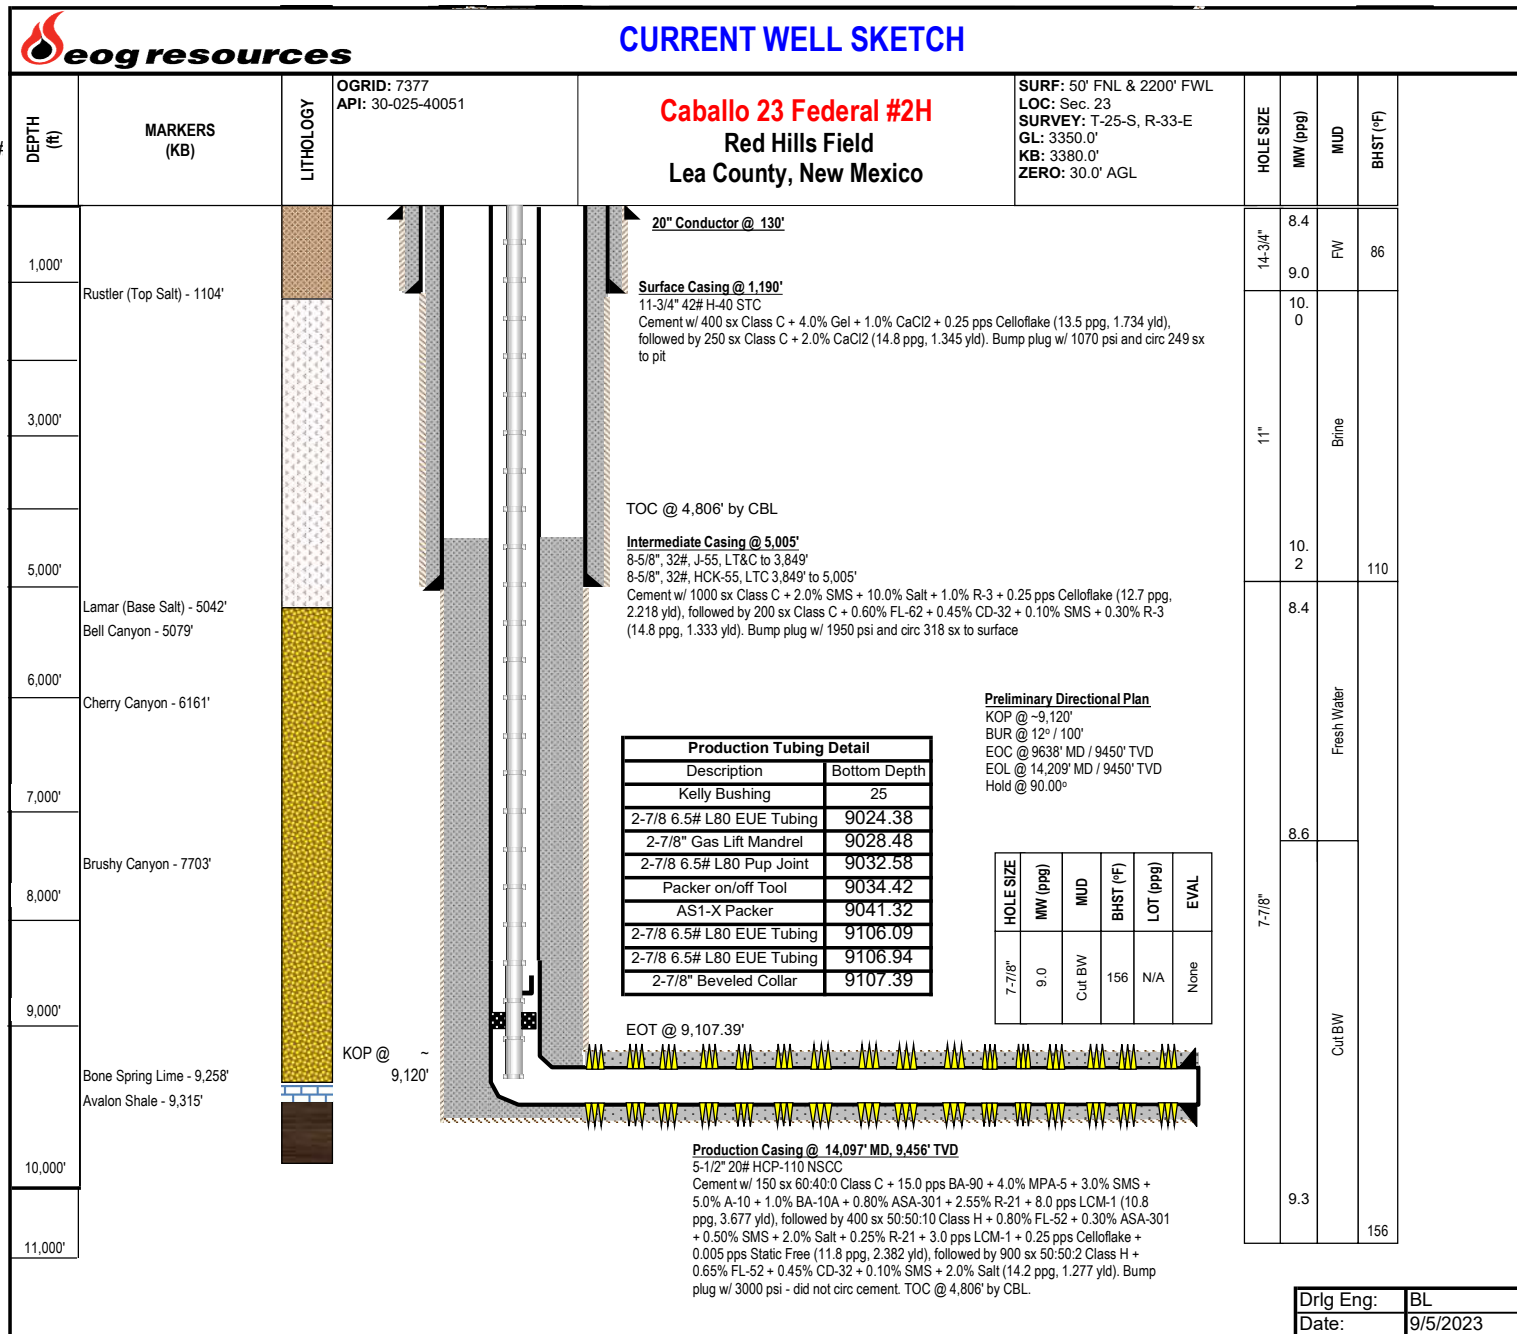 eog resources
CURRENT WELL SKETCH
#
DEPTH
(ft)
MARKERS
(KB)
LITHOLOGY
OGRID: 7377
API: 30-025-40051
Caballo 23 Federal #2H
Red Hills Field
Lea County, New Mexico
SURF: 50' FNL & 2200' FWL
LOC: Sec. 23
SURVEY: T-25-S, R-33-E
GL: 3350.0'
KB: 3380.0'
ZERO: 30.0' AGL
HOLE SIZE
MW (ppg)
MUD
BHST (ºF)
1,000'
3,000'
5,000'
6,000'
7,000'
8,000'
9,000'
10,000'
11,000'
Rustler (Top Salt) - 1104'
Lamar (Base Salt) - 5042'
Bell Canyon - 5079'
Cherry Canyon - 6161'
Brushy Canyon - 7703'
Bone Spring Lime - 9,258'
Avalon Shale - 9,315'
KOP @ ~
9,120'
20" Conductor @ 130'
Surface Casing @ 1,190'
11-3/4" 42# H-40 STC
Cement w/ 400 sx Class C + 4.0% Gel + 1.0% CaCl2 + 0.25 pps Celloflake (13.5 ppg, 1.734 yld),
followed by 250 sx Class C + 2.0% CaCl2 (14.8 ppg, 1.345 yld). Bump plug w/ 1070 psi and circ 249 sx
to pit
TOC @ 4,806' by CBL
Intermediate Casing @ 5,005'
8-5/8", 32#, J-55, LT&C to 3,849'
8-5/8", 32#, HCK-55, LTC 3,849' to 5,005'
Cement w/ 1000 sx Class C + 2.0% SMS + 10.0% Salt + 1.0% R-3 + 0.25 pps Celloflake (12.7 ppg,
2.218 yld), followed by 200 sx Class C + 0.60% FL-62 + 0.45% CD-32 + 0.10% SMS + 0.30% R-3
(14.8 ppg, 1.333 yld). Bump plug w/ 1950 psi and circ 318 sx to surface
Preliminary Directional Plan
KOP @ ~9,120'
BUR @ 12º / 100'
EOC @ 9638' MD / 9450' TVD
EOL @ 14,209' MD / 9450' TVD
Hold @ 90.00º
Production Tubing Detail
Description Bottom Depth
Kelly Bushing 25
2-7/8 6.5# L80 EUE Tubing 9024.38
2-7/8" Gas Lift Mandrel 9028.48
2-7/8 6.5# L80 Pup Joint 9032.58
Packer on/off Tool 9034.42
AS1-X Packer 9041.32
2-7/8 6.5# L80 EUE Tubing 9106.09
2-7/8 6.5# L80 EUE Tubing 9106.94
2-7/8" Beveled Collar 9107.39
EOT @ 9,107.39'
HOLE SIZE
MW (ppg)
MUD
BHST (ºF)
LOT (ppg)
EVAL
7-7/8"
9.0
Cut BW
156
N/A
None
14-3/4"
8.4
9.0
FW
86
11"
10.
0
10.
2
Brine
110
7-7/8"
8.4
8.6
Fresh Water
9.3
Cut BW
156
Production Casing @ 14,097' MD, 9,456' TVD
5-1/2" 20# HCP-110 NSCC
Cement w/ 150 sx 60:40:0 Class C + 15.0 pps BA-90 + 4.0% MPA-5 + 3.0% SMS +
5.0% A-10 + 1.0% BA-10A + 0.80% ASA-301 + 2.55% R-21 + 8.0 pps LCM-1 (10.8
ppg, 3.677 yld), followed by 400 sx 50:50:10 Class H + 0.80% FL-52 + 0.30% ASA-301
+ 0.50% SMS + 2.0% Salt + 0.25% R-21 + 3.0 pps LCM-1 + 0.25 pps Celloflake +
0.005 pps Static Free (11.8 ppg, 2.382 yld), followed by 900 sx 50:50:2 Class H +
0.65% FL-52 + 0.45% CD-32 + 0.10% SMS + 2.0% Salt (14.2 ppg, 1.277 yld). Bump
plug w/ 3000 psi - did not circ cement. TOC @ 4,806' by CBL.
Drlg Eng: BL
Date: 9/5/2023